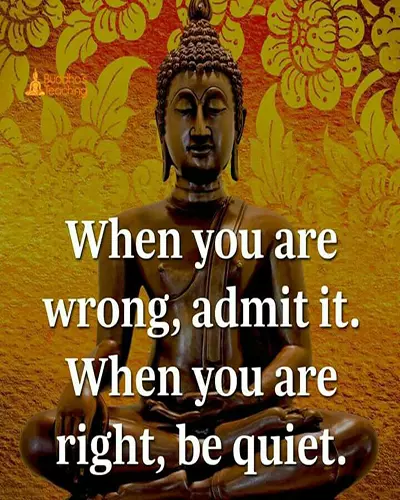 Buddha's
Teaching
When you are
wrong, admit it.
When you are
right, be quiet.